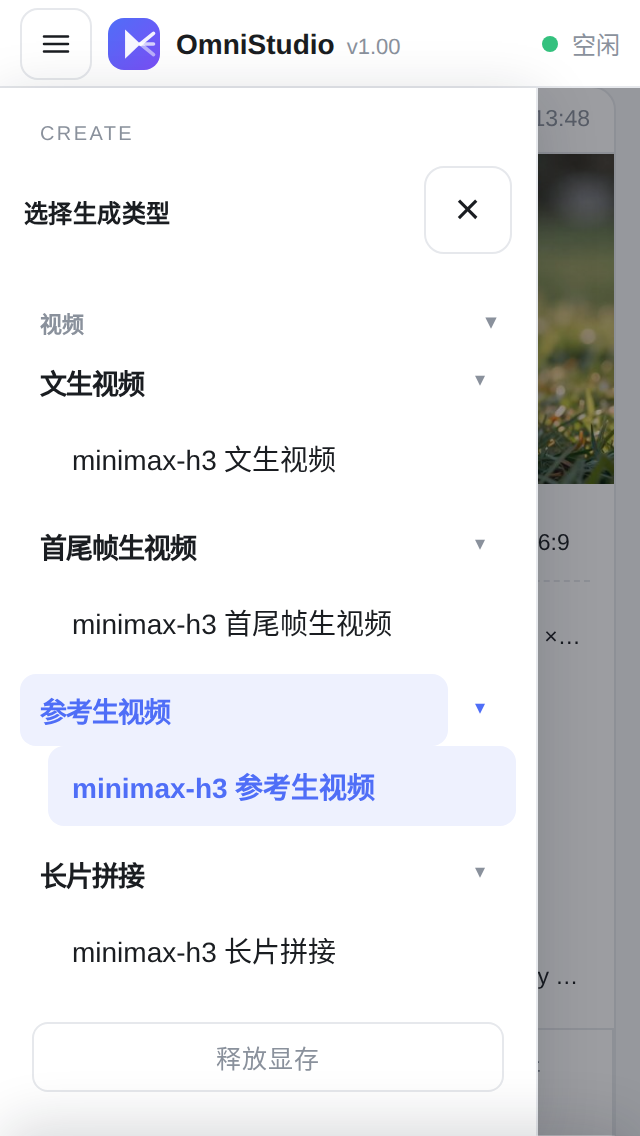 OmniStudio v1.00 空闲
CREATE
13:48
选择生成类型
视频
文生视频
minimax-h3 文生视频
首尾帧生视频
6:9
minimax-h3 首尾帧生视频
×...
参考生视频
minimax-h3 参考生视频
长片拼接
minimax-h3 长片拼接
y ...
释放显存